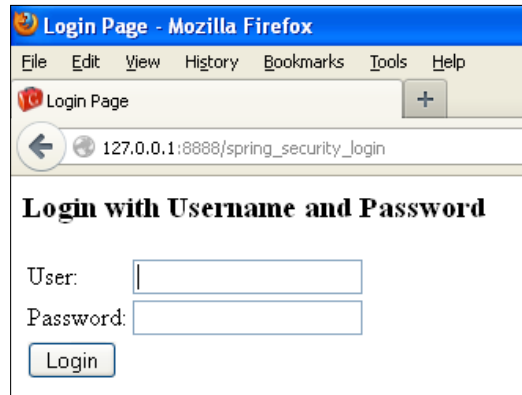 Login Page - Mozilla Firefox
File Edit View History Bookmarks Tools Help
Login Page +
127.0.0.1:8888/spring_security_login
Login with Username and Password
User:
Password:
Login